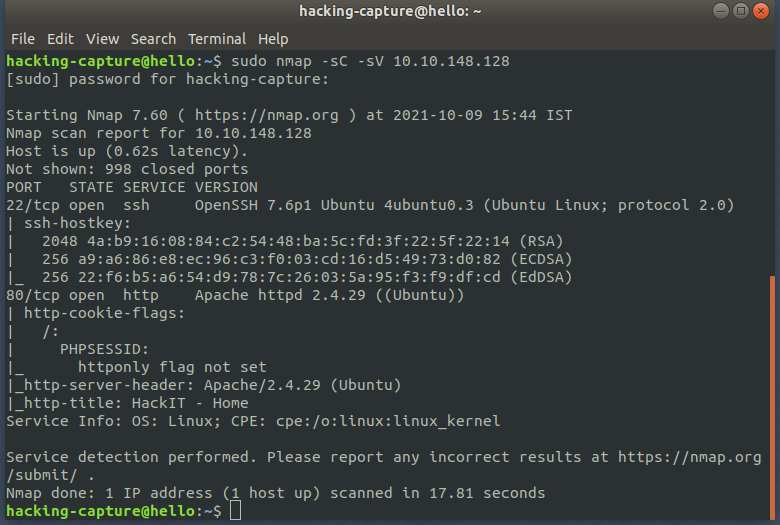 hacking-capture@hello: ~
File Edit View Search Terminal Help
hacking-capture@hello:~$ sudo nmap -sC -sV 10.10.148.128
[sudo] password for hacking-capture:
Starting Nmap 7.60 ( https://nmap.org ) at 2021-10-09 15:44 IST
Nmap scan report for 10.10.148.128
Host is up (0.62s latency).
Not shown: 998 closed ports
PORT   STATE SERVICE VERSION
22/tcp open  ssh     OpenSSH 7.6p1 Ubuntu 4ubuntu0.3 (Ubuntu Linux; protocol 2.0)
| ssh-hostkey:
|   2048 4a:b9:16:08:84:c2:54:48:ba:5c:fd:3f:22:5f:22:14 (RSA)
|   256 a9:a6:86:e8:ec:96:c3:f0:03:cd:16:d5:49:73:d0:82 (ECDSA)
|_  256 22:f6:b5:a6:54:d9:78:7c:26:03:5a:95:f3:f9:df:cd (EdDSA)
80/tcp open  http    Apache httpd 2.4.29 ((Ubuntu))
| http-cookie-flags:
|   /:
|     PHPSESSID:
|_      httponly flag not set
|_http-server-header: Apache/2.4.29 (Ubuntu)
|_http-title: HackIT - Home
Service Info: OS: Linux; CPE: cpe:/o:linux:linux_kernel
Service detection performed. Please report any incorrect results at https://nmap.org
/submit/ .
Nmap done: 1 IP address (1 host up) scanned in 17.81 seconds
hacking-capture@hello:~$